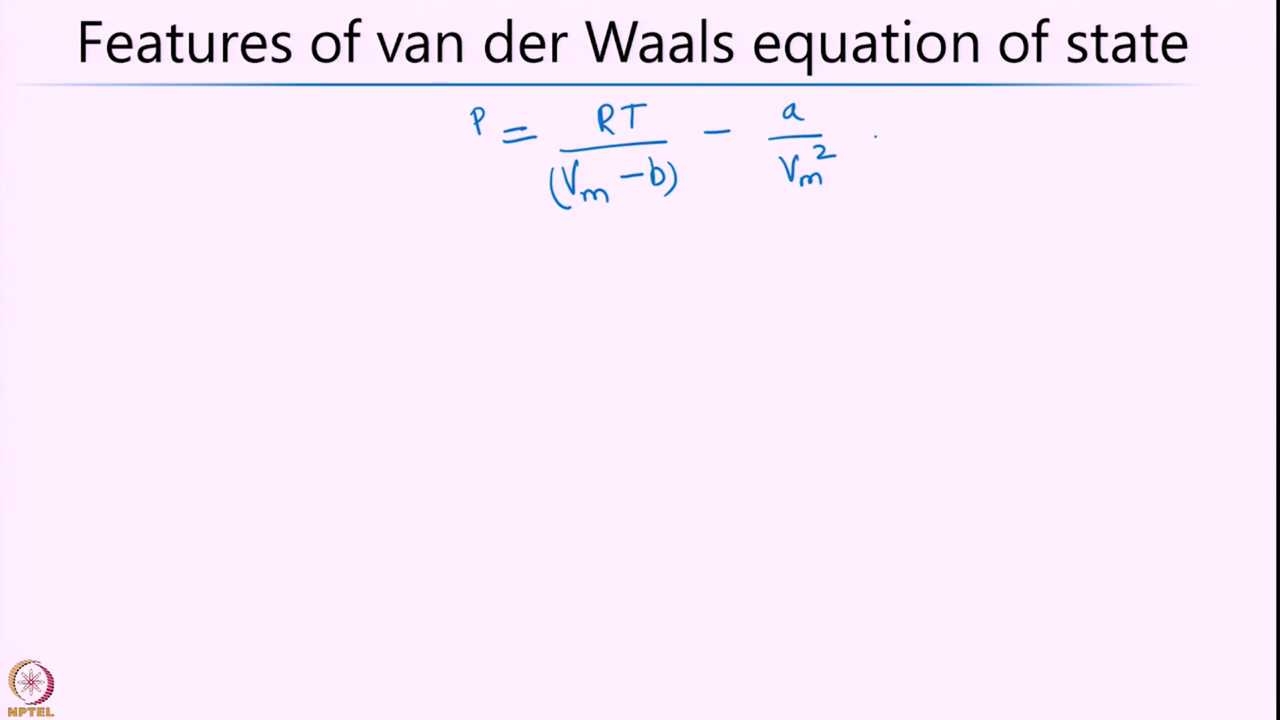 Features of van der Waals equation of state
P = RT/(Vm − b) − a/Vm²
NPTEL